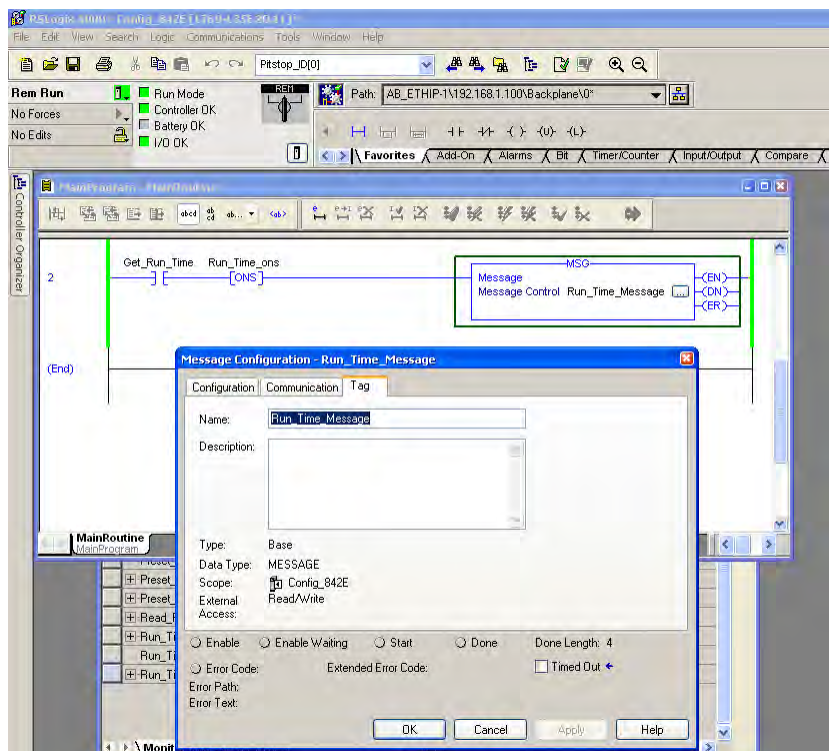 RSLogix 5000 - Config_842E [1769-L35E 20.11]*
File Edit View Search Logic Communications Tools Window Help
Pitstop_ID[0]
Rem Run Run Mode REM Path: AB_ETHIP-1\192.168.1.100\Backplane\0*
No Forces Controller OK
Battery OK
No Edits I/O OK
Favorites Add-On Alarms Bit Timer/Counter Input/Output Compare
Controller Organizer
MainProgram - MainRoutine
abcd ab cd ab... <ab>
Get_Run_Time Run_Time_ons MSG
2 ONS Message EN
Message Control Run_Time_Message ... DN
ER
(End)
Message Configuration - Run_Time_Message
Configuration Communication Tag
Name: Run_Time_Message
Description:
MainRoutine
MainProgram
Type: Base
Data Type: MESSAGE
Preset_
Scope: Config_842E
Preset_
External Access: Read/Write
Read_
Run_Ti
Enable Enable Waiting Start Done Done Length: 4
Run_Ti
Error Code: Extended Error Code: Timed Out
Run_Ti
Error Path:
Error Text:
OK Cancel Apply Help
Monit